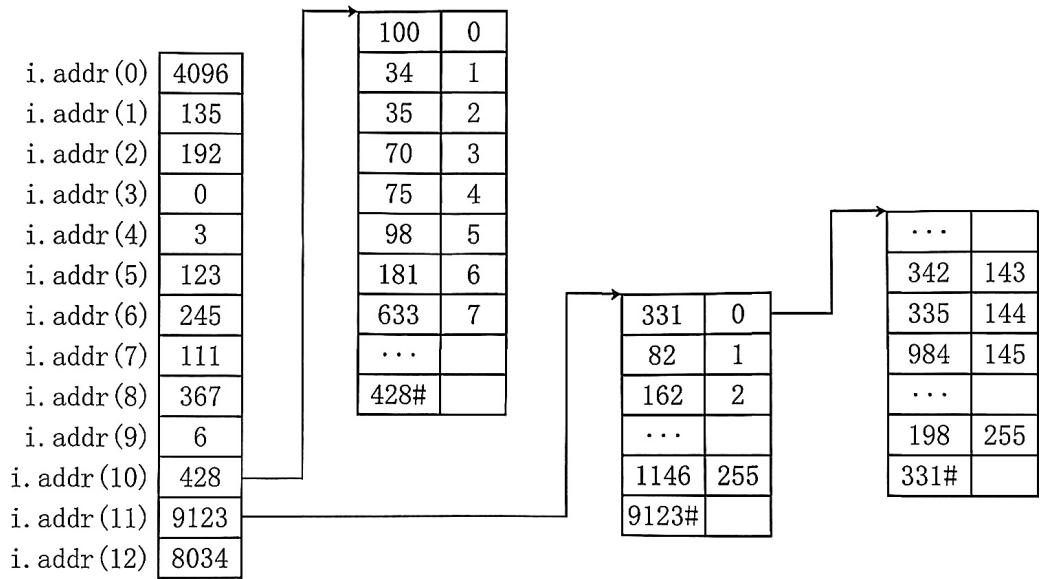 i.addr(0) 4096
i.addr(1) 135
i.addr(2) 192
i.addr(3) 0
i.addr(4) 3
i.addr(5) 123
i.addr(6) 245
i.addr(7) 111
i.addr(8) 367
i.addr(9) 6
i.addr(10) 428
i.addr(11) 9123
i.addr(12) 8034
100 0
34 1
35 2
70 3
75 4
98 5
181 6
633 7
...
428#
331 0
82 1
162 2
...
1146 255
9123#
...
342 143
335 144
984 145
...
198 255
331#